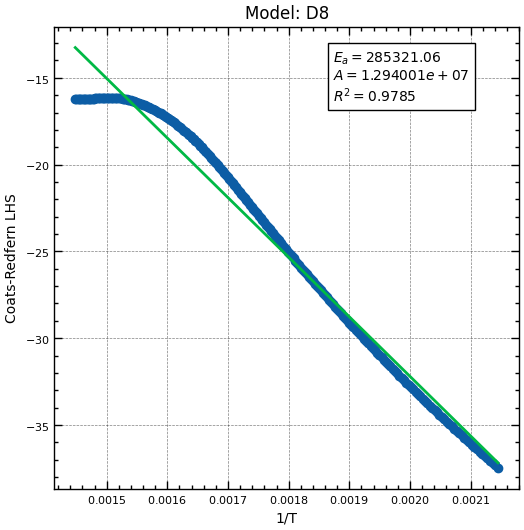 Model: D8
E_a = 285321.06
A = 1.294001e + 07
R² = 0.9785
−15
−20
−25
−30
−35
Coats-Redfern LHS
0.0015 0.0016 0.0017 0.0018 0.0019 0.0020 0.0021
1/T